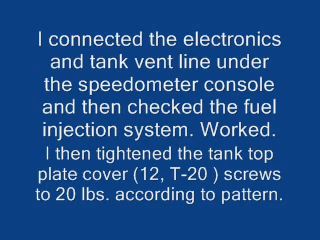 I connected the electronics
and tank vent line under
the speedometer console
and then checked the fuel
injection system. Worked.
I then tightened the tank top
plate cover (12, T-20 ) screws
to 20 lbs. according to pattern.